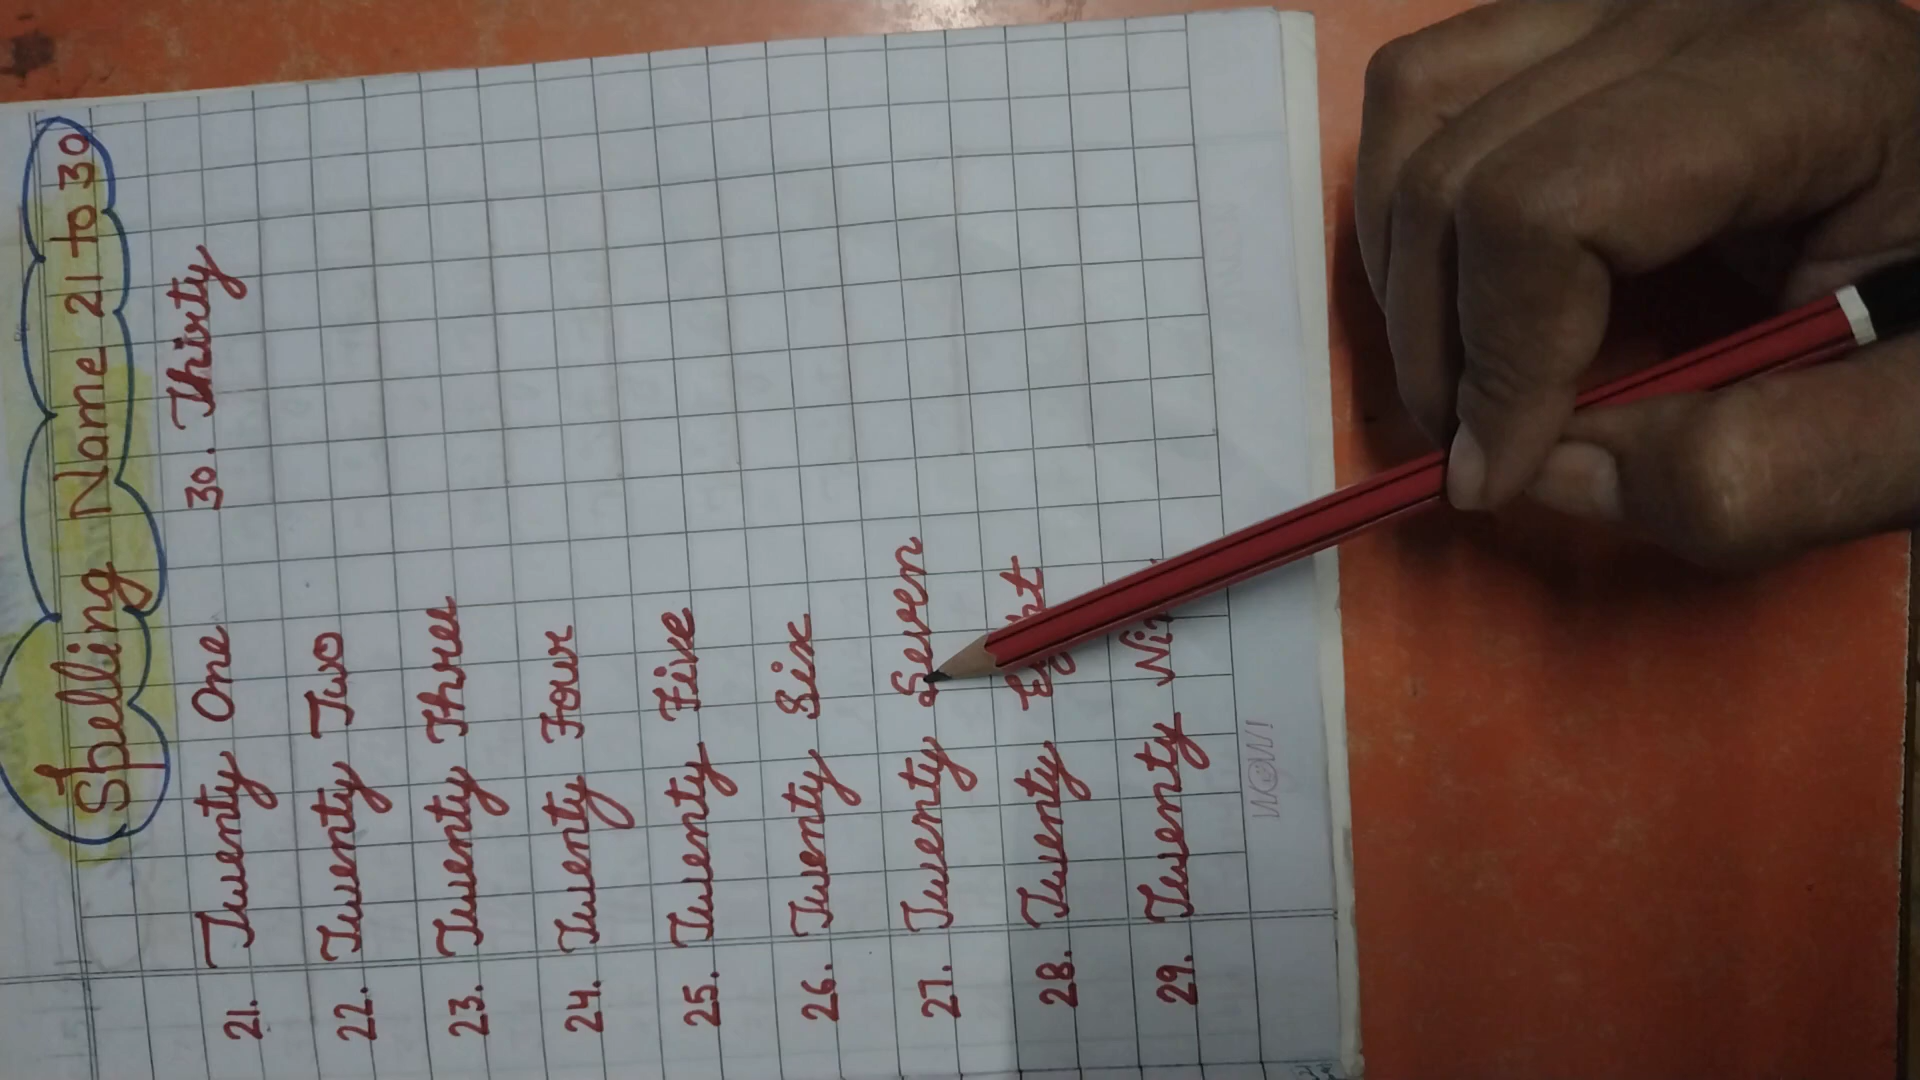 Spelling Name 21 to 30
21. Twenty One
22. Twenty Two
23. Twenty Three
24. Twenty Four
25. Twenty Five
26. Twenty Six
27. Twenty Seven
28. Twenty
29. Twenty
30. Thirty
WOW!